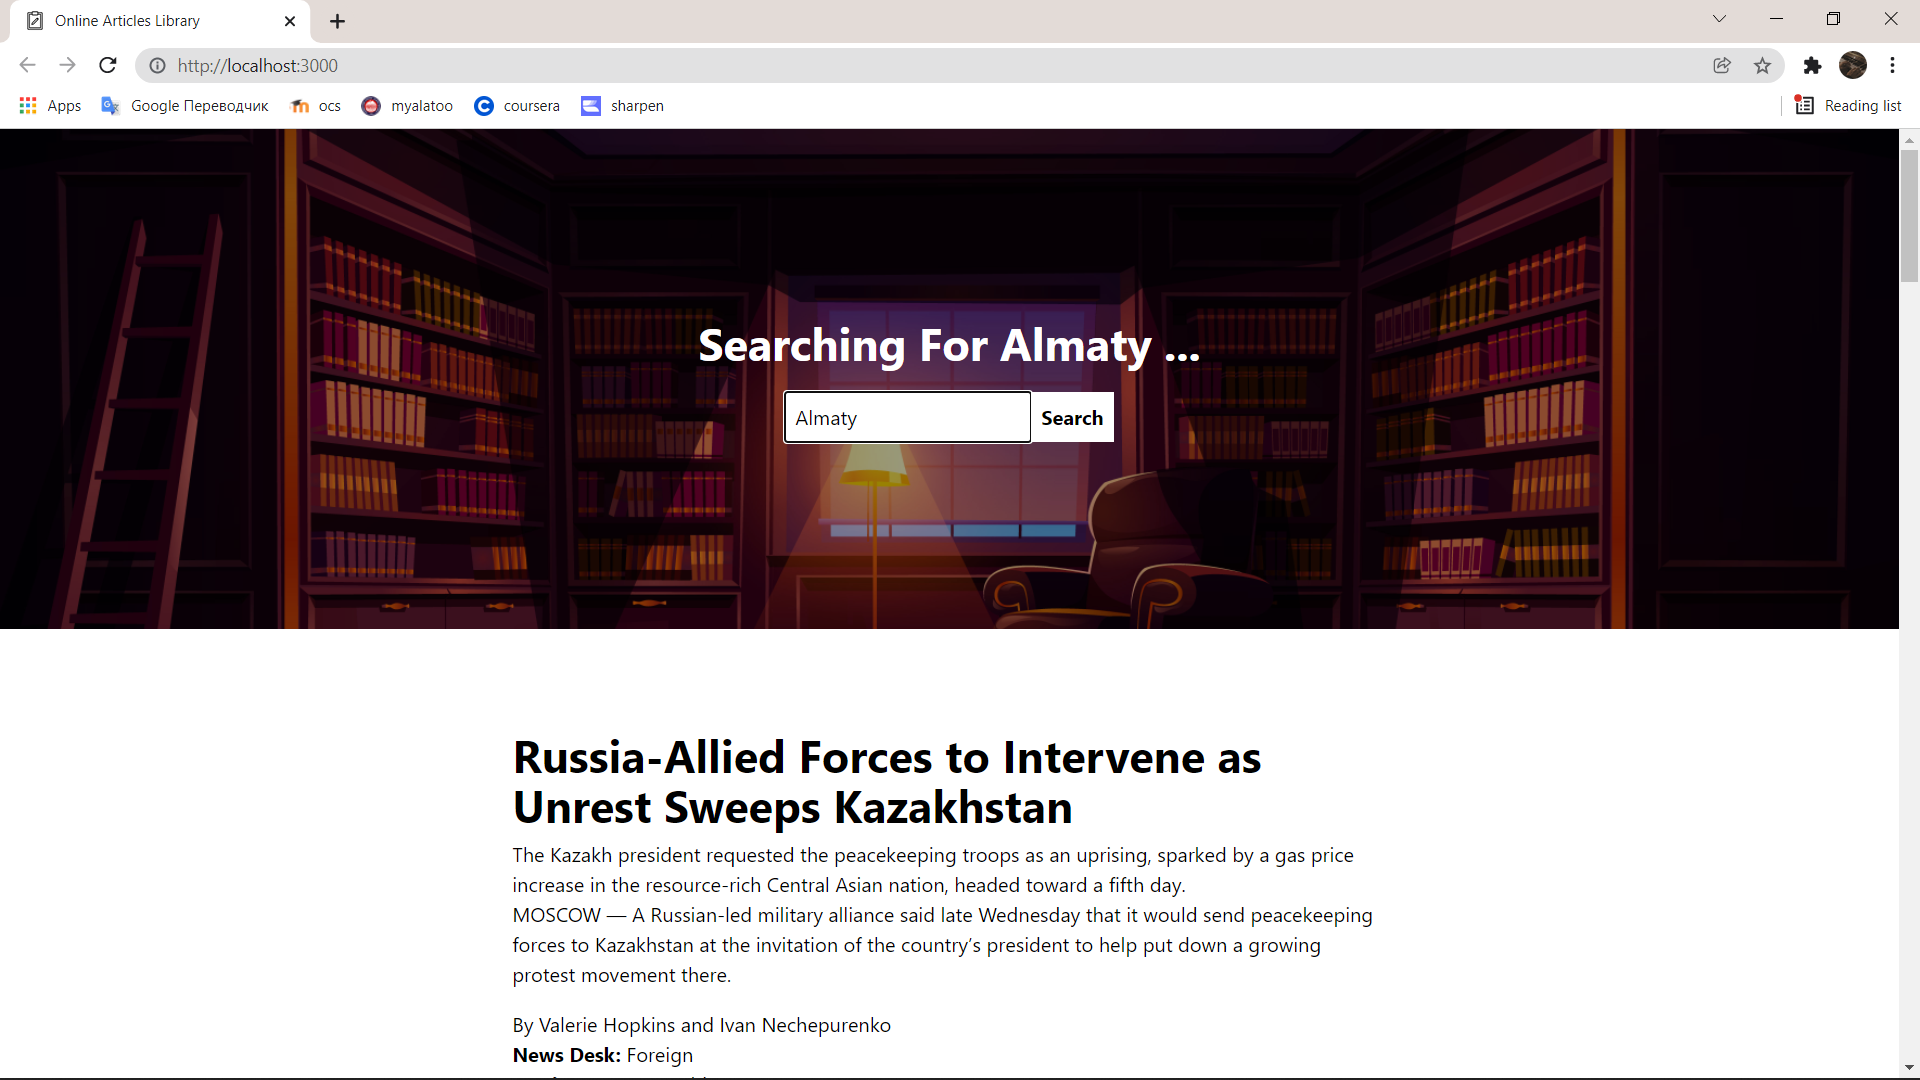 Online Articles Library
http://localhost:3000
Apps
Google Переводчик
ocs
myalatoo
coursera
sharpen
Reading list
Searching For Almaty ...
Almaty
Search
Russia-Allied Forces to Intervene as
Unrest Sweeps Kazakhstan
The Kazakh president requested the peacekeeping troops as an uprising, sparked by a gas price
increase in the resource-rich Central Asian nation, headed toward a fifth day.
MOSCOW — A Russian-led military alliance said late Wednesday that it would send peacekeeping
forces to Kazakhstan at the invitation of the country’s president to help put down a growing
protest movement there.
By Valerie Hopkins and Ivan Nechepurenko
News Desk: Foreign